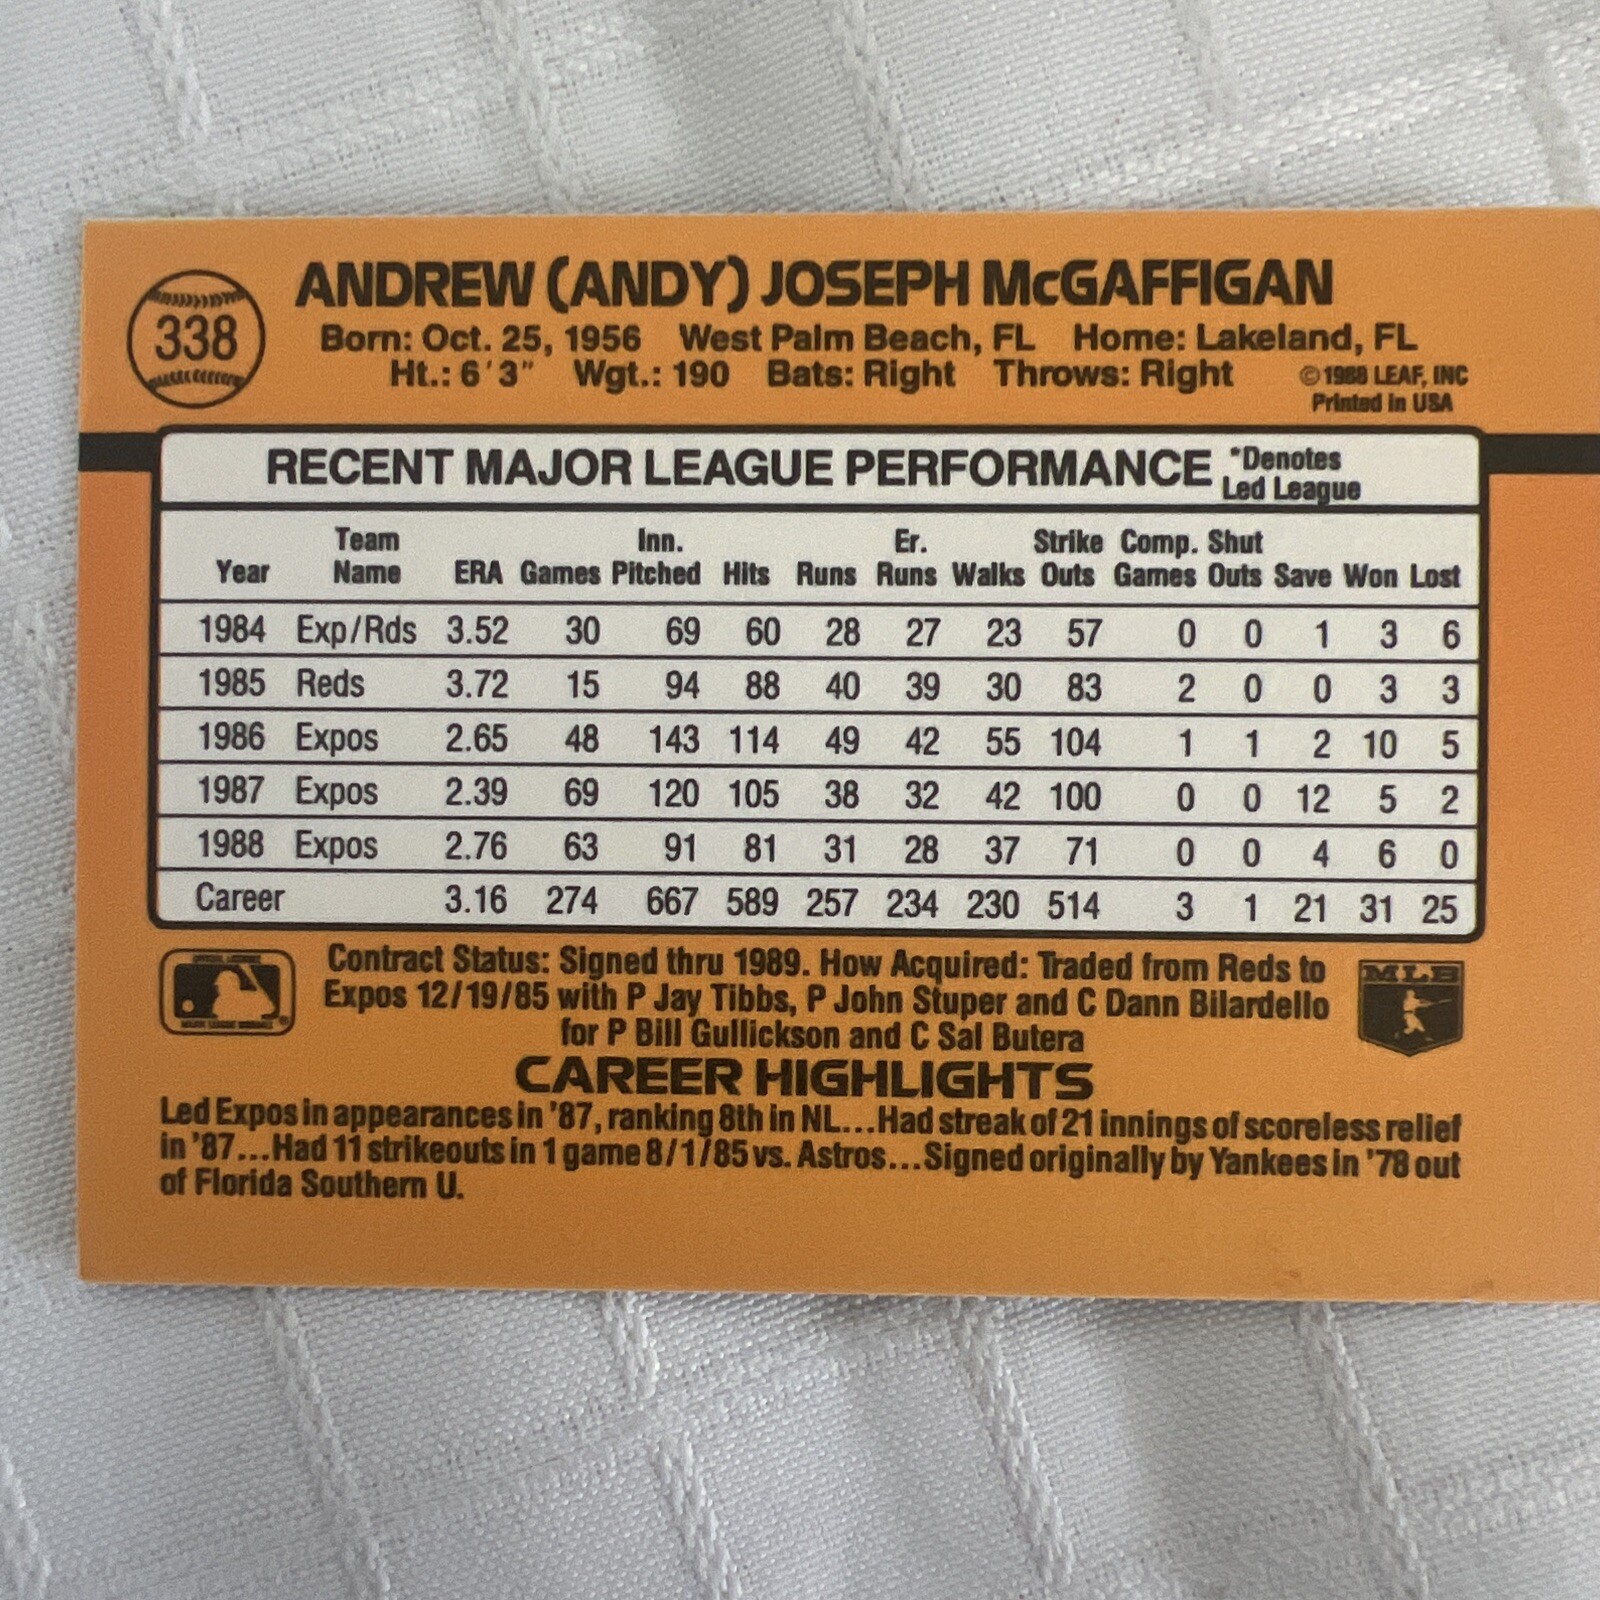 338
ANDREW (ANDY) JOSEPH McGAFFIGAN
Born: Oct. 25, 1956 West Palm Beach, FL Home: Lakeland, FL
Ht.: 6'3" Wgt.: 190 Bats: Right Throws: Right
©1988 LEAF, INC
Printed in USA
RECENT MAJOR LEAGUE PERFORMANCE *Denotes Led League
Year Team Name ERA Games Inn. Pitched Hits Runs Er. Runs Walks Strike Outs Comp. Games Shut Outs Save Won Lost
1984 Exp/Rds 3.52 30 69 60 28 27 23 57 0 0 1 3 6
1985 Reds 3.72 15 94 88 40 39 30 83 2 0 0 3 3
1986 Expos 2.65 48 143 114 49 42 55 104 1 1 2 10 5
1987 Expos 2.39 69 120 105 38 32 42 100 0 0 12 5 2
1988 Expos 2.76 63 91 81 31 28 37 71 0 0 4 6 0
Career 3.16 274 667 589 257 234 230 514 3 1 21 31 25
Contract Status: Signed thru 1989. How Acquired: Traded from Reds to
Expos 12/19/85 with P Jay Tibbs, P John Stuper and C Dann Bilardello
for P Bill Gullickson and C Sal Butera
MLB
CAREER HIGHLIGHTS
Led Expos in appearances in '87, ranking 8th in NL...Had streak of 21 innings of scoreless relief
in '87...Had 11 strikeouts in 1 game 8/1/85 vs. Astros...Signed originally by Yankees in '78 out
of Florida Southern U.